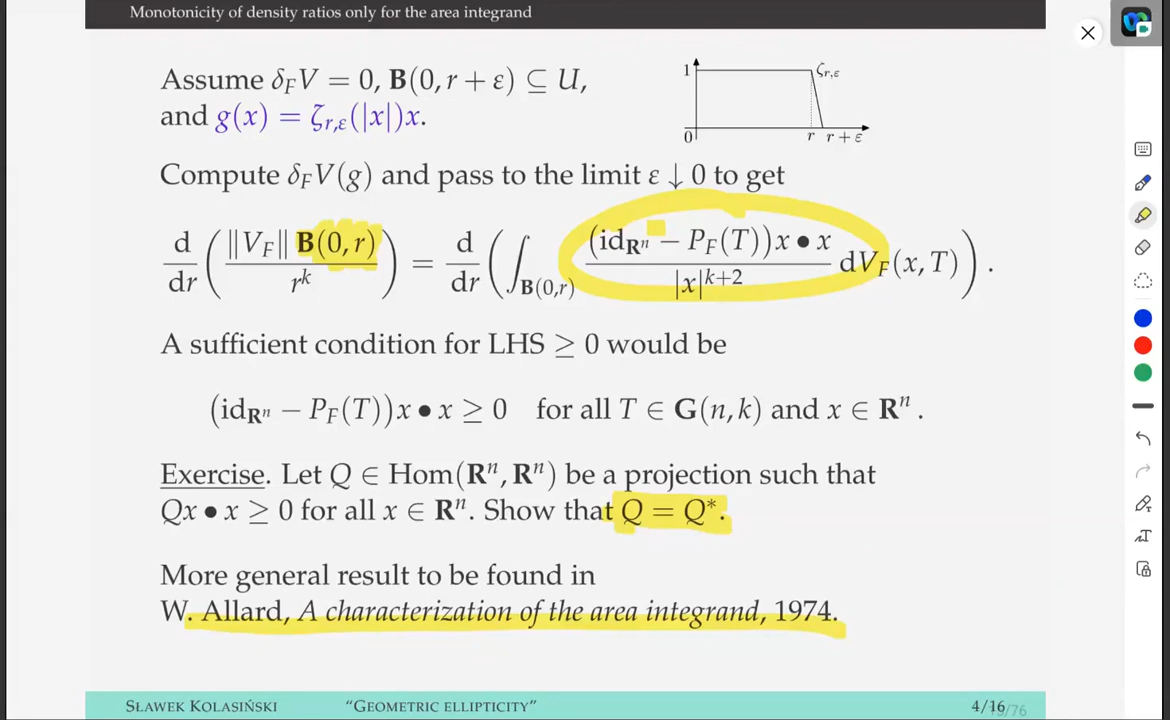 Monotonicity of density ratios only for the area integrand
Assume δ_F V = 0, B(0, r + ε) ⊆ U,
and g(x) = ζ_{r,ε}(|x|)x.
1 ζ_{r,ε}
0 r r + ε
Compute δ_F V(g) and pass to the limit ε ↓ 0 to get
d/dr ( ‖V_F‖ B(0, r) / r^k ) = d/dr ( ∫_{B(0,r)} (id_{R^n} − P_F(T))x • x / |x|^{k+2} dV_F(x, T) ) .
A sufficient condition for LHS ≥ 0 would be
(id_{R^n} − P_F(T))x • x ≥ 0 for all T ∈ G(n, k) and x ∈ R^n .
Exercise. Let Q ∈ Hom(R^n, R^n) be a projection such that
Qx • x ≥ 0 for all x ∈ R^n. Show that Q = Q*.
More general result to be found in
W. Allard, A characterization of the area integrand, 1974.
SŁAWEK KOLASIŃSKI "GEOMETRIC ELLIPTICITY" 4/16